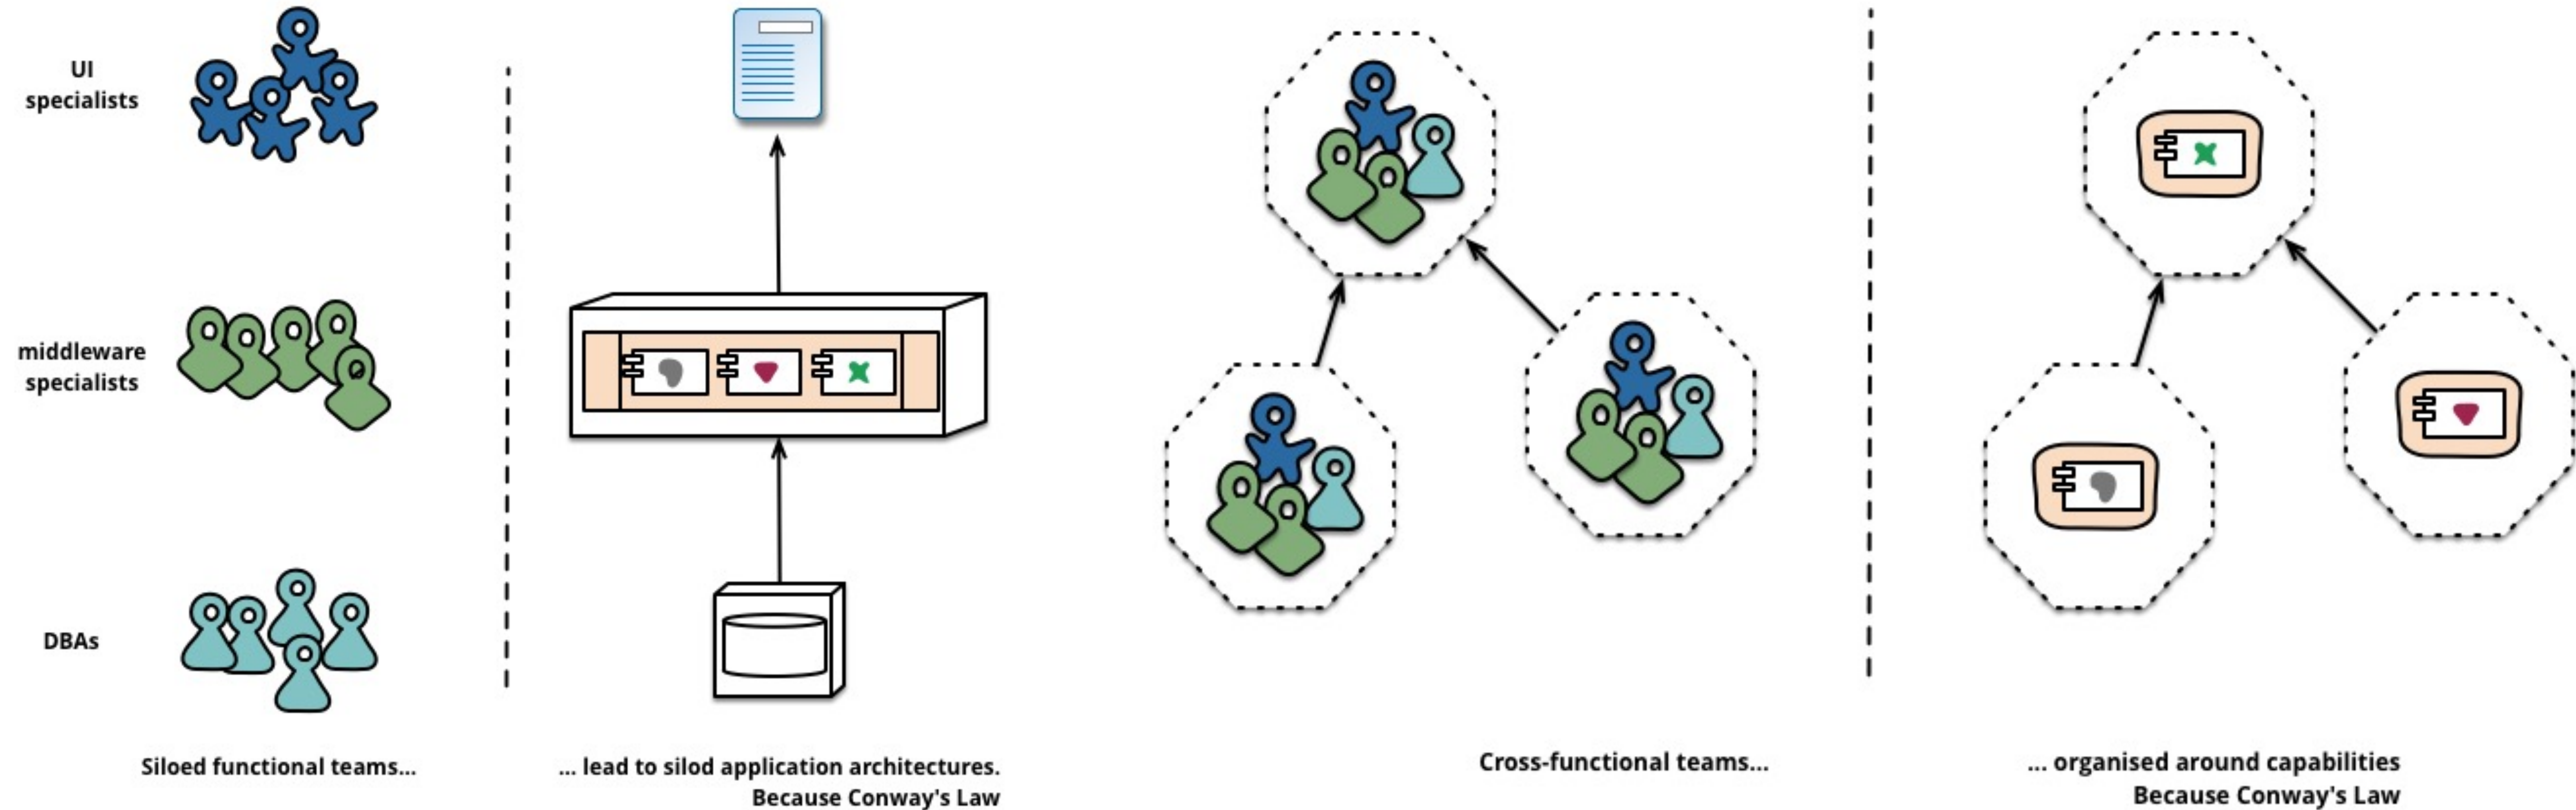 UI
specialists
middleware
specialists
DBAs
Siloed functional teams...
... lead to silod application architectures.
Because Conway's Law
Cross-functional teams...
... organised around capabilities
Because Conway's Law